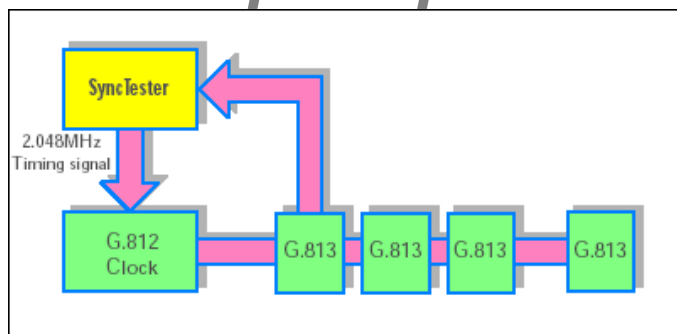 SyncTester
2.048MHz
Timing signal
G.812
Clock
G.813
G.813
G.813
G.813